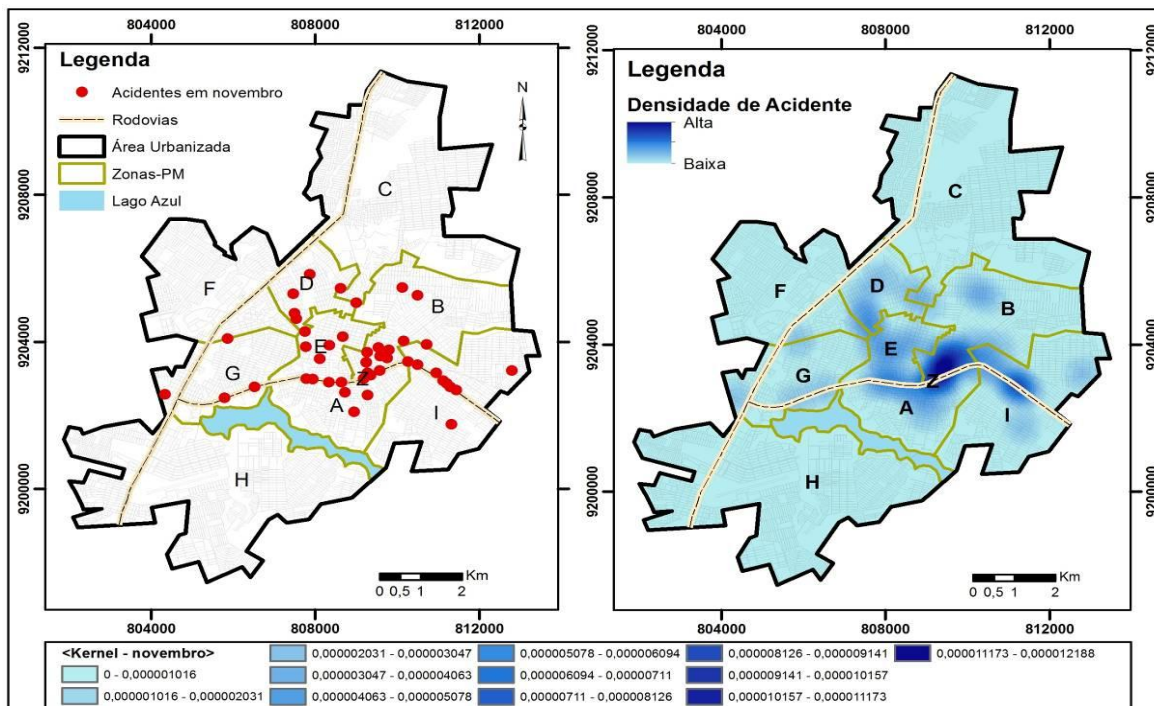 804000 808000 812000
804000 808000 812000
9212000
9208000
9204000
9200000
Legenda
Acidentes em novembro
Rodovias
Área Urbanizada
Zonas-PM
Lago Azul
N
C
D
F
B
E
G
Z
A
I
H
Km
0 0,5 1 2
804000 808000 812000
9212000
9208000
9204000
9200000
Legenda
Densidade de Acidente
Alta
Baixa
C
D
F
B
E
G
Z
A
I
H
Km
0 0,5 1 2
804000 808000 812000
<Kernel - novembro>
0 - 0,000001016
0,000001016 - 0,000002031
0,000002031 - 0,000003047
0,000003047 - 0,000004063
0,000004063 - 0,000005078
0,000005078 - 0,000006094
0,000006094 - 0,00000711
0,00000711 - 0,000008126
0,000008126 - 0,000009141
0,000009141 - 0,000010157
0,000010157 - 0,000011173
0,000011173 - 0,000012188